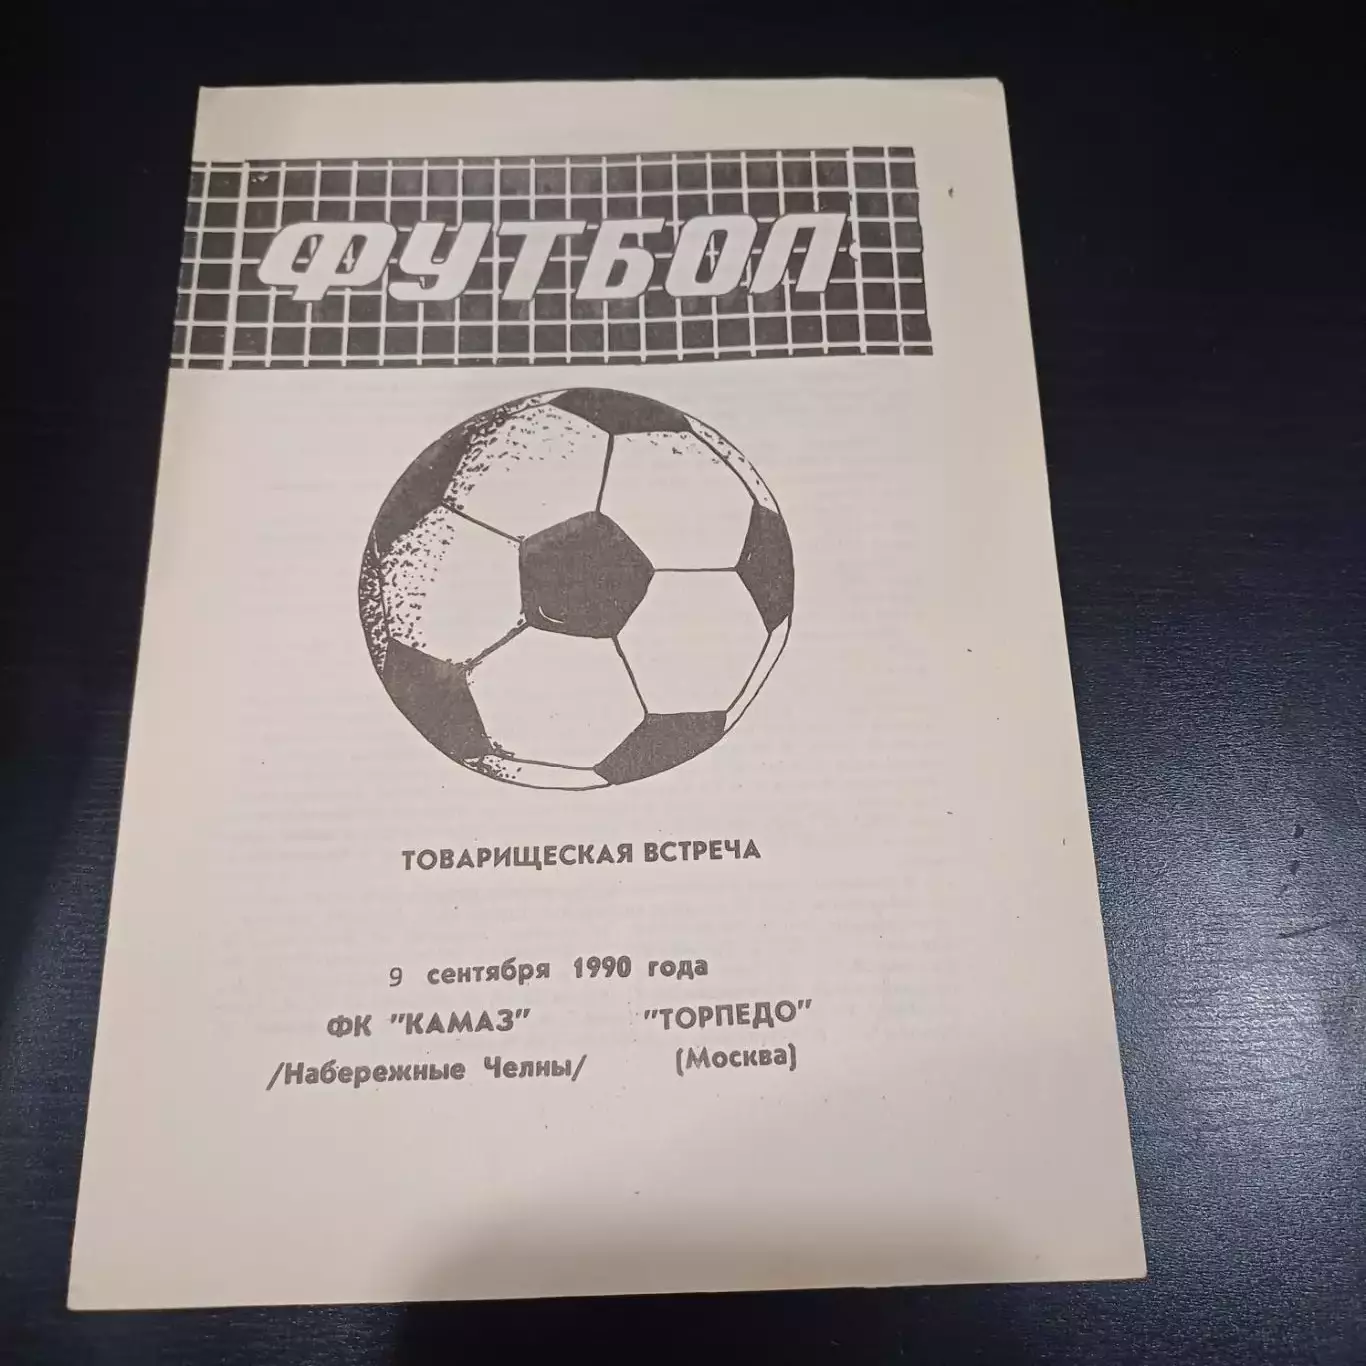 ФУТБОЛ
ТОВАРИЩЕСКАЯ ВСТРЕЧА
9 сентября 1990 года
ФК "КАМАЗ" "ТОРПЕДО"
/Набережные Челны/ (Москва)